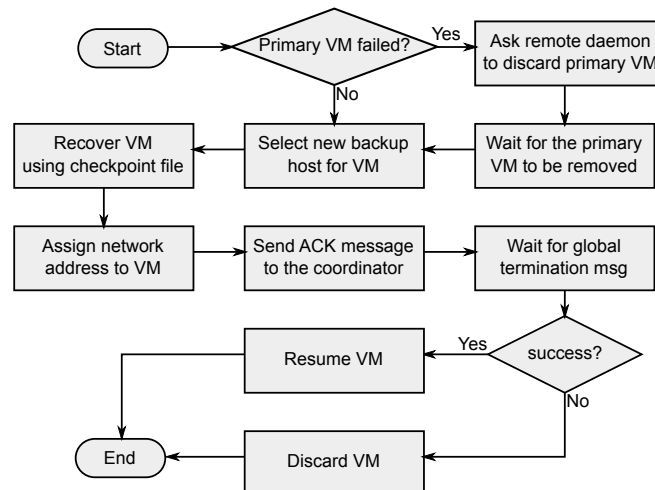 Start
Primary VM failed?
Yes
Ask remote daemon
to discard primary VM
No
Recover VM
using checkpoint file
Select new backup
host for VM
Wait for the primary
VM to be removed
Assign network
address to VM
Send ACK message
to the coordinator
Wait for global
termination msg
success?
Yes
Resume VM
No
End
Discard VM